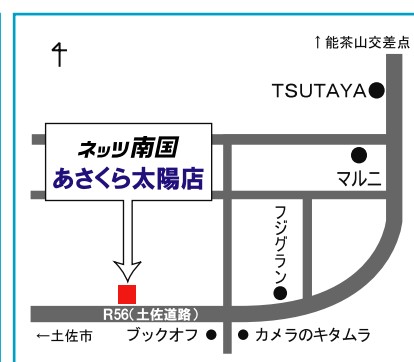 ↑能茶山交差点
TSUTAYA
ネッツ南国
あさくら太陽店
マルニ
フジグラン
R56(土佐道路)
←土佐市
ブックオフ
カメラのキタムラ